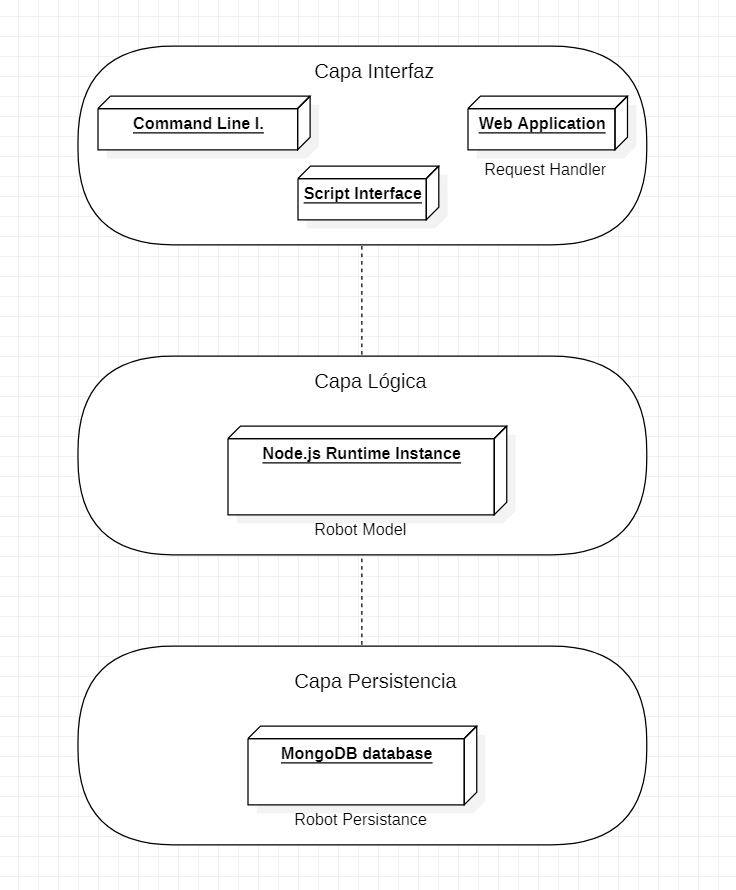 Capa Interfaz
Command Line I.
Web Application
Request Handler
Script Interface
Capa Lógica
Node.js Runtime Instance
Robot Model
Capa Persistencia
MongoDB database
Robot Persistance